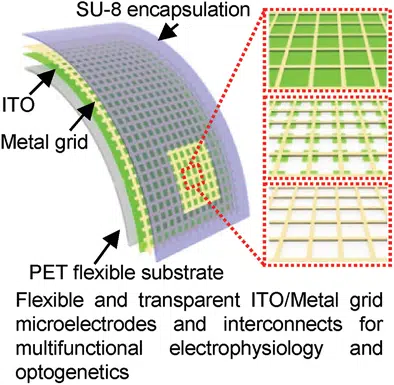 SU-8 encapsulation
ITO
Metal grid
PET flexible substrate
Flexible and transparent ITO/Metal grid
microelectrodes and interconnects for
multifunctional electrophysiology and
optogenetics